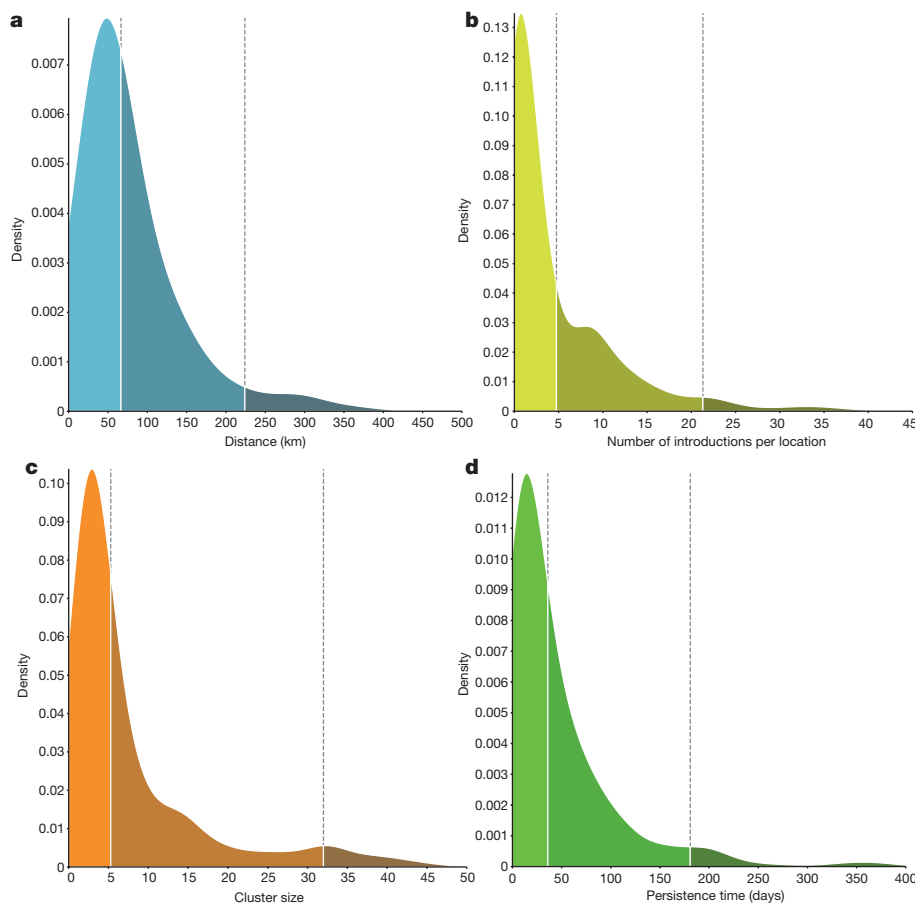 a
Density
0.007
0.006
0.005
0.004
0.003
0.002
0.001
0
0 50 100 150 200 250 300 350 400 450 500
Distance (km)
b
Density
0.13
0.12
0.11
0.10
0.09
0.08
0.07
0.06
0.05
0.04
0.03
0.02
0.01
0
0 5 10 15 20 25 30 35 40 45
Number of introductions per location
c
Density
0.10
0.09
0.08
0.07
0.06
0.05
0.04
0.03
0.02
0.01
0
0 5 10 15 20 25 30 35 40 45 50
Cluster size
d
Density
0.012
0.011
0.010
0.009
0.008
0.007
0.006
0.005
0.004
0.003
0.002
0.001
0
0 50 100 150 200 250 300 350 400
Persistence time (days)